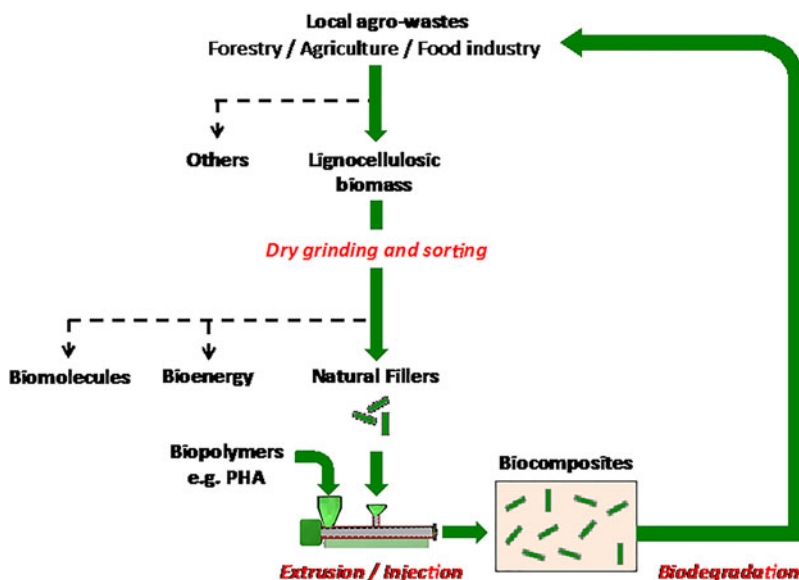 Local agro-wastes
Forestry / Agriculture / Food industry
Others
Lignocellulosic
biomass
Dry grinding and sorting
Biomolecules
Bioenergy
Natural Fillers
Biopolymers
e.g. PHA
Biocomposites
Extrusion / Injection
Biodegradation